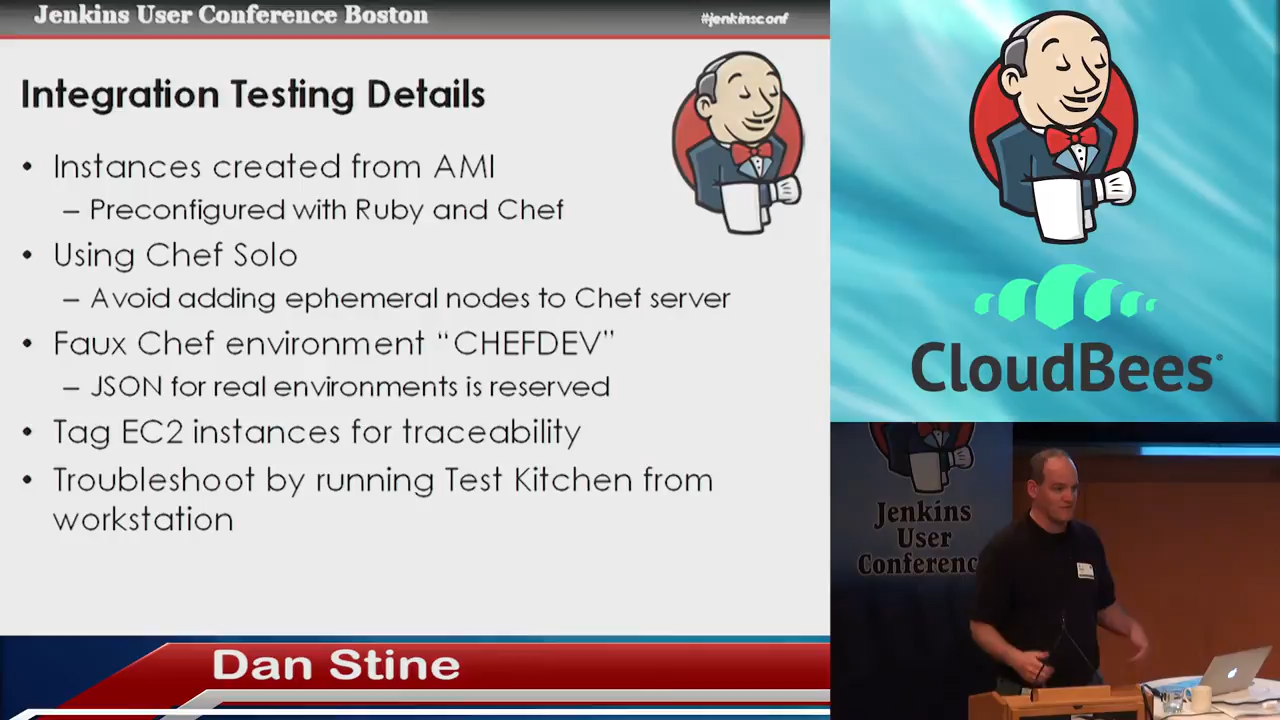 Jenkins User Conference Boston
#jenkinsconf
Integration Testing Details
• Instances created from AMI
– Preconfigured with Ruby and Chef
• Using Chef Solo
– Avoid adding ephemeral nodes to Chef server
• Faux Chef environment “CHEFDEV”
– JSON for real environments is reserved
• Tag EC2 instances for traceability
• Troubleshoot by running Test Kitchen from
workstation
Dan Stine
CloudBees
Jenkins
User
Conferenc